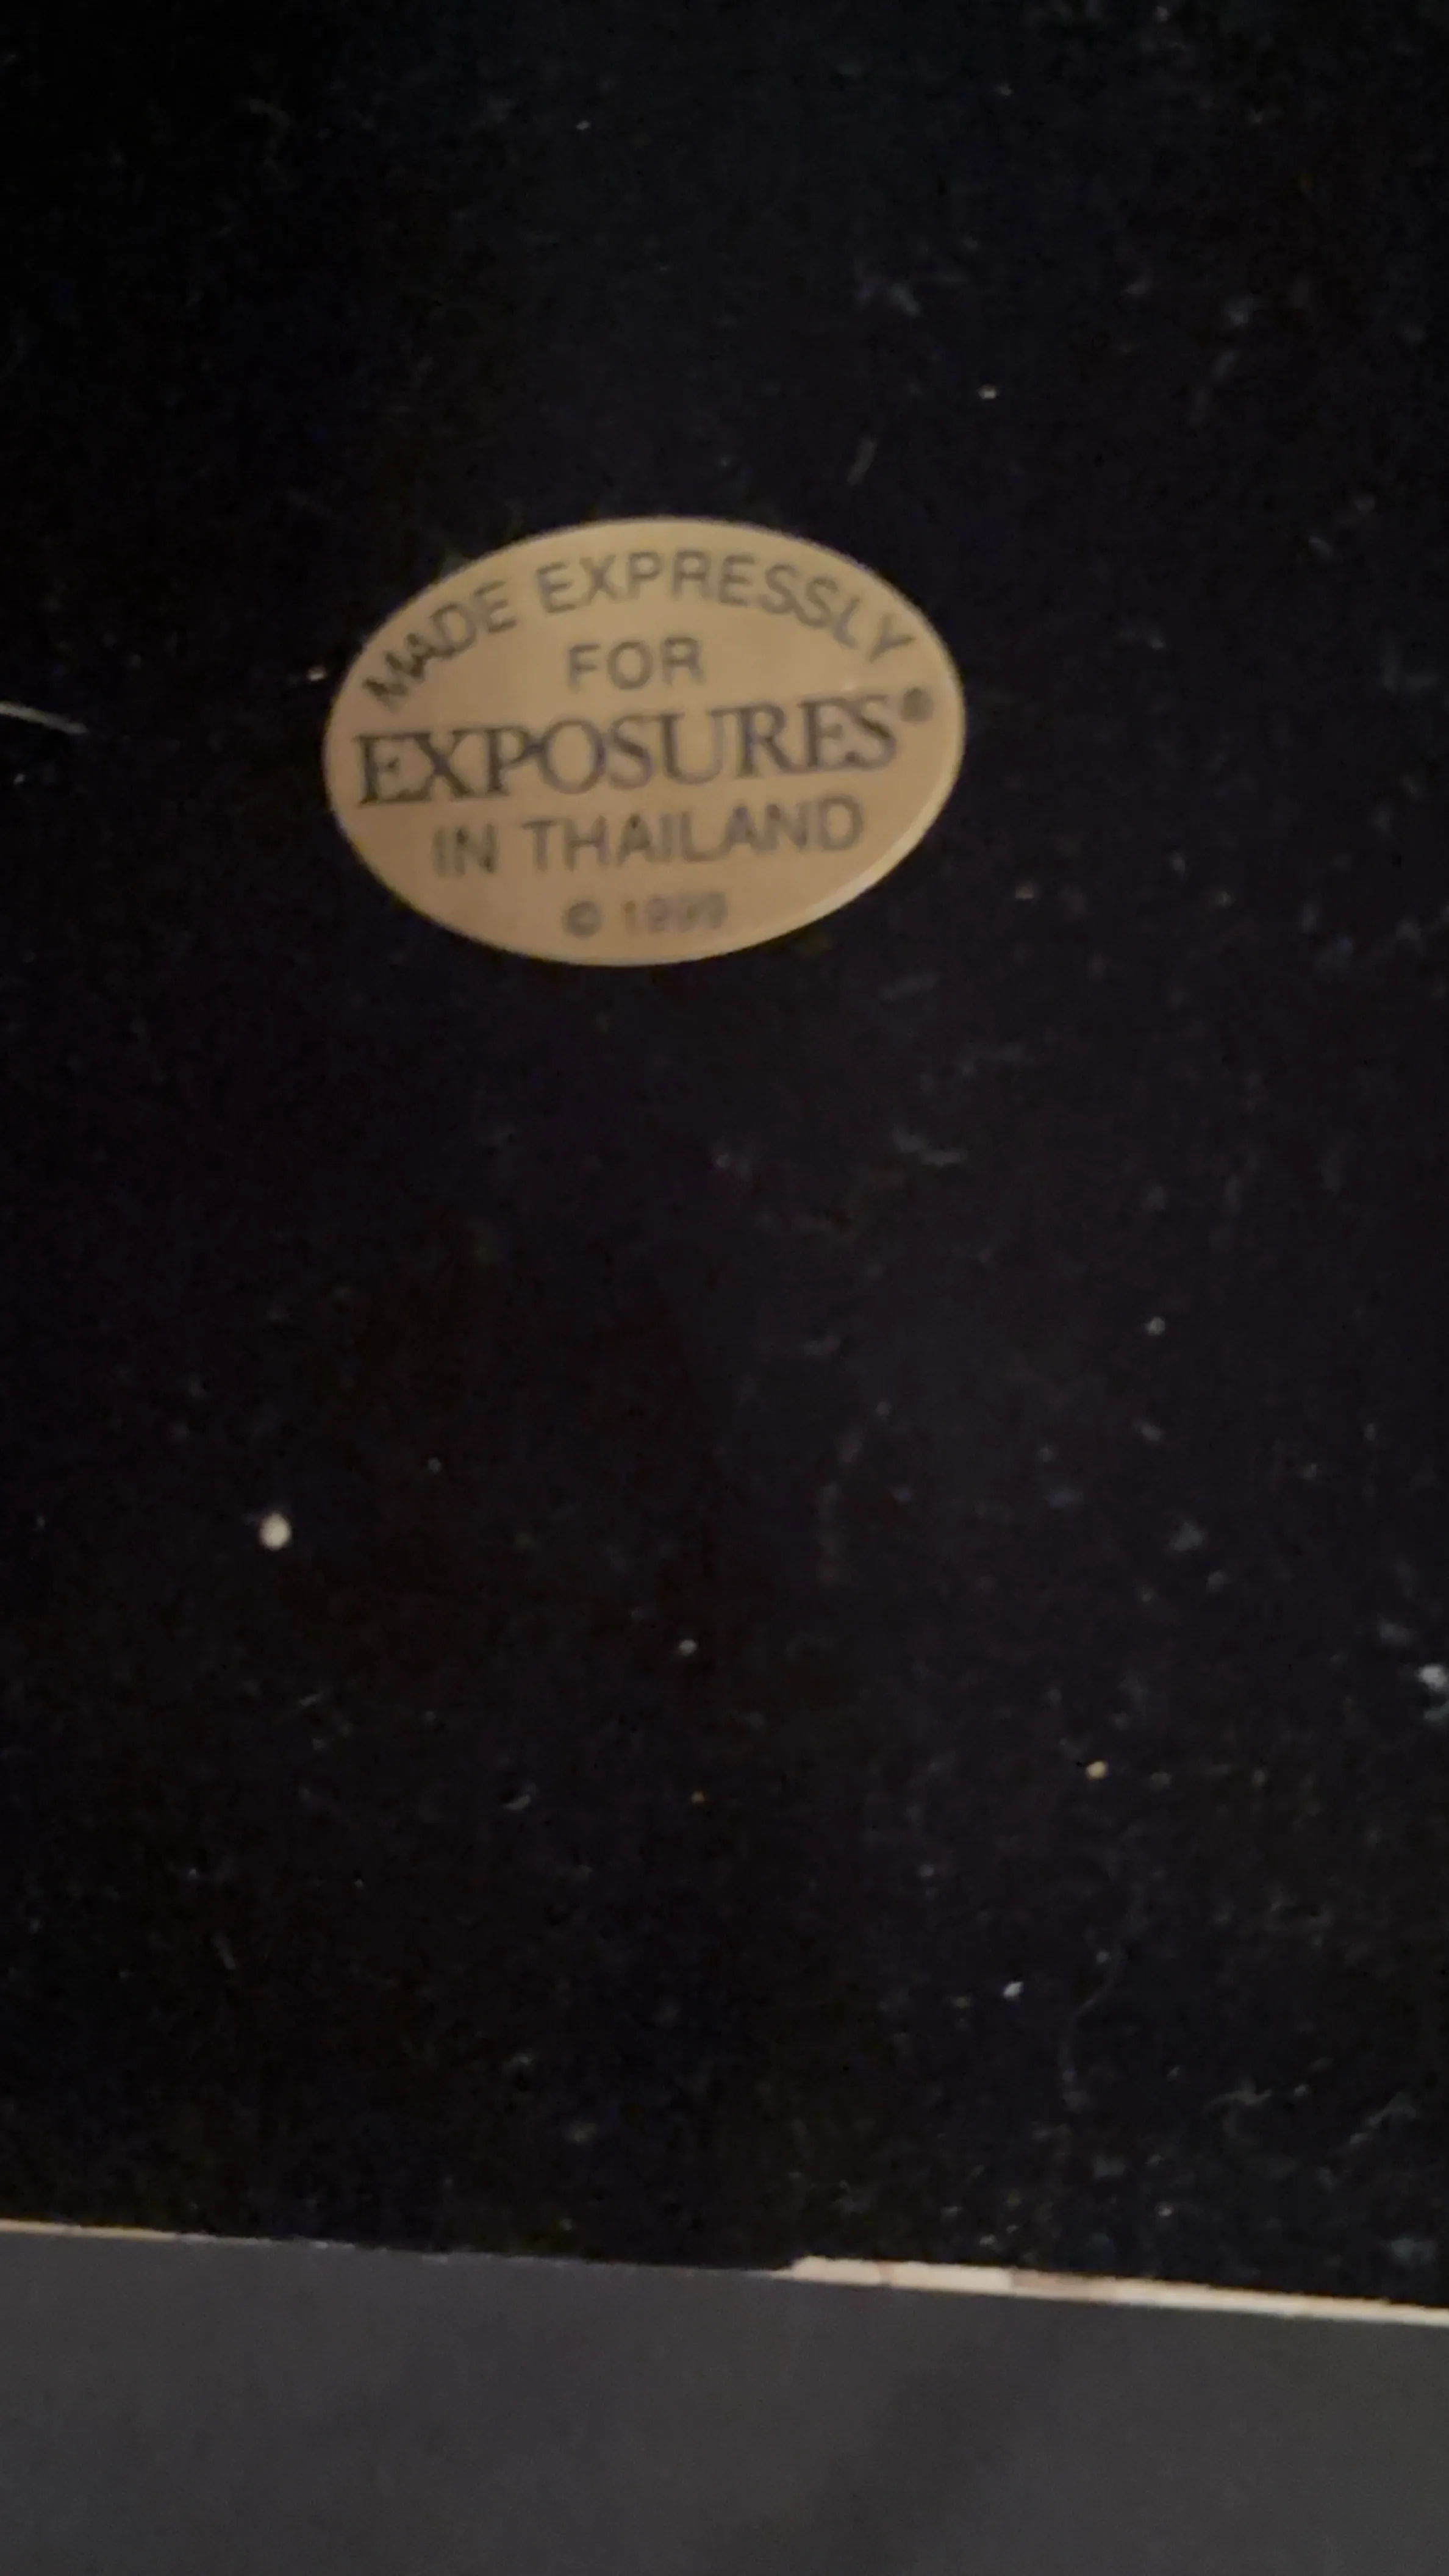 MADE EXPRESSLY
FOR
EXPOSURES®
IN THAILAND
© 1999